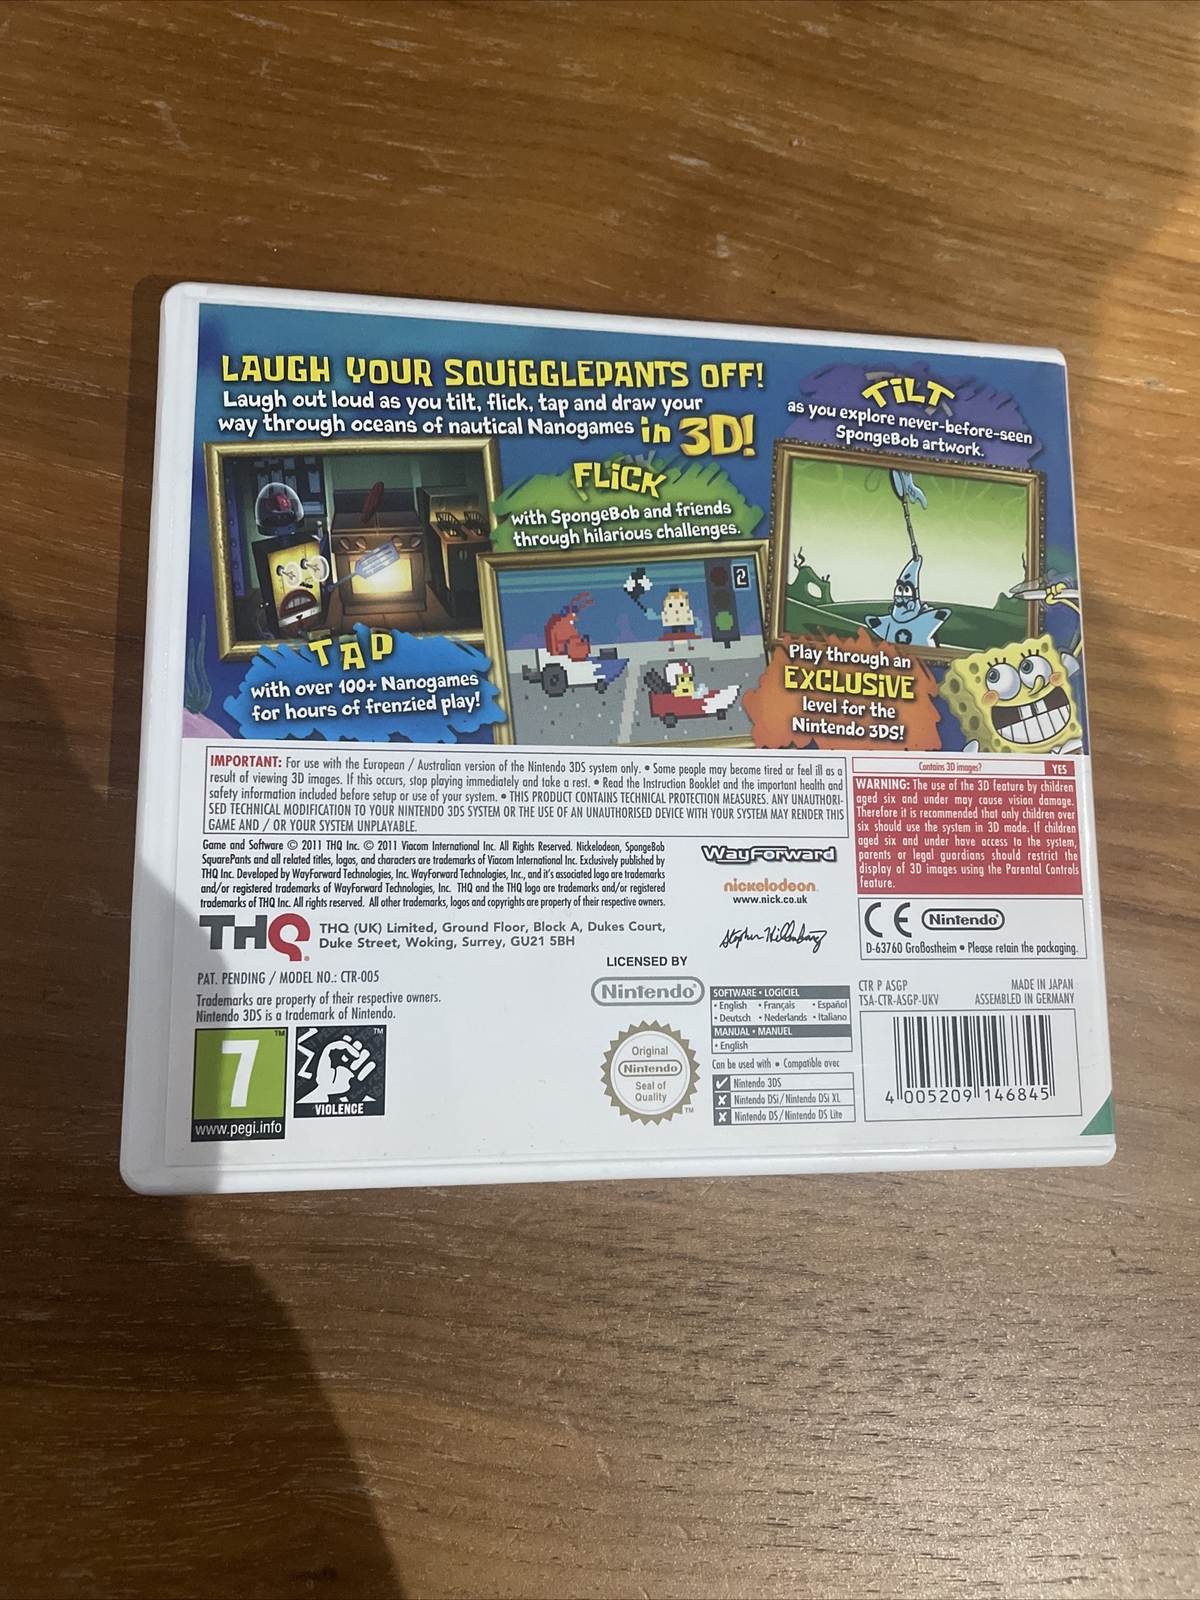 LAUGH YOUR SQUIGGLEPANTS OFF!
Laugh out loud as you tilt, flick, tap and draw your
way through oceans of nautical Nanogames in 3D!
TILT
as you explore never-before-seen
SpongeBob artwork.
FLICK
with SpongeBob and friends
through hilarious challenges.
2
TAP
with over 100+ Nanogames
for hours of frenzied play!
Play through an
EXCLUSIVE
level for the
Nintendo 3DS!
IMPORTANT: For use with the European / Australian version of the Nintendo 3DS system only. • Some people may become tired or feel ill as a
result of viewing 3D images. If this occurs, stop playing immediately and take a rest. • Read the Instruction Booklet and the important health and
safety information included before setup or use of your system. • THIS PRODUCT CONTAINS TECHNICAL PROTECTION MEASURES. ANY UNAUTHORI-
SED TECHNICAL MODIFICATION TO YOUR NINTENDO 3DS SYSTEM OR THE USE OF AN UNAUTHORISED DEVICE WITH YOUR SYSTEM MAY RENDER THIS
GAME AND / OR YOUR SYSTEM UNPLAYABLE.
Contains 3D images? YES
WARNING: The use of the 3D feature by children
aged six and under may cause vision damage.
Therefore it is recommended that only children over
six should use the system in 3D mode. If children
aged six and under have access to the system,
parents or legal guardians should restrict the
display of 3D images using the Parental Controls
feature.
Game and Software © 2011 THQ Inc. © 2011 Viacom International Inc. All Rights Reserved. Nickelodeon, SpongeBob
SquarePants and all related titles, logos, and characters are trademarks of Viacom International Inc. Exclusively published by
THQ Inc. Developed by WayForward Technologies, Inc. WayForward Technologies, Inc., and it's associated logo are trademarks
and/or registered trademarks of WayForward Technologies, Inc. THQ and the THQ logo are trademarks and/or registered
trademarks of THQ Inc. All rights reserved. All other trademarks, logos and copyrights are property of their respective owners.
WayForward
nickelodeon
www.nick.co.uk
Stephen Hillenburg
CE Nintendo
D-63760 Großostheim • Please retain the packaging.
THQ
THQ (UK) Limited, Ground Floor, Block A, Dukes Court,
Duke Street, Woking, Surrey, GU21 5BH
PAT. PENDING / MODEL NO.: CTR-005
Trademarks are property of their respective owners.
Nintendo 3DS is a trademark of Nintendo.
LICENSED BY
Nintendo
SOFTWARE • LOGICIEL
• English • Français • Español
• Deutsch • Nederlands • Italiano
MANUAL • MANUEL
• English
Can be used with • Compatible avec
Nintendo 3DS
Nintendo DSi / Nintendo DSi XL
Nintendo DS / Nintendo DS Lite
CTR P ASGP MADE IN JAPAN
TSA-CTR-ASGP-UKV ASSEMBLED IN GERMANY
4 005209 146845
7
www.pegi.info
VIOLENCE
Original
Nintendo
Seal of
Quality